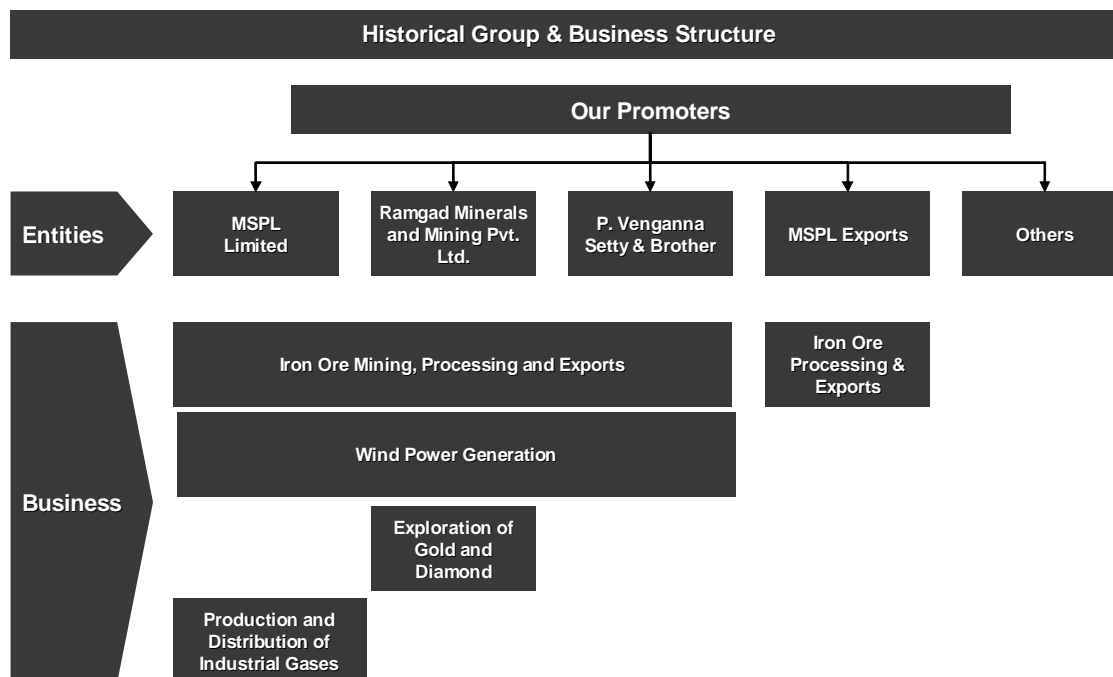 Historical Group & Business Structure
Our Promoters
Entities
MSPL
Limited
Ramgad Minerals
and Mining Pvt.
Ltd.
P. Venganna
Setty & Brother
MSPL Exports
Others
Business
Iron Ore Mining, Processing and Exports
Iron Ore
Processing &
Exports
Wind Power Generation
Exploration of
Gold and
Diamond
Production and
Distribution of
Industrial Gases